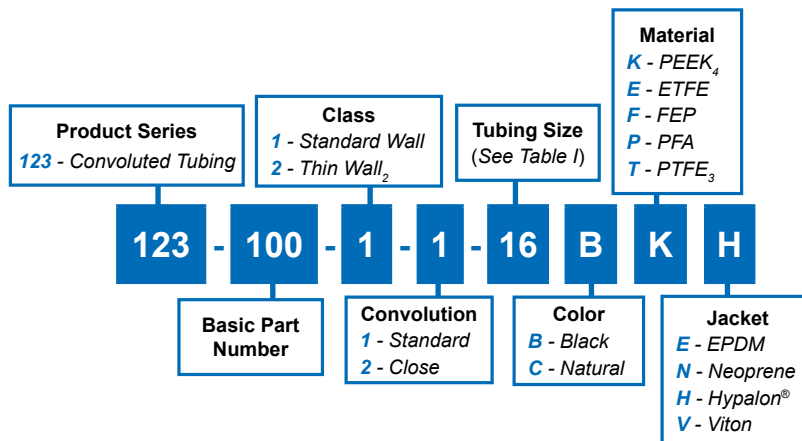 Material
K - PEEK4
E - ETFE
F - FEP
P - PFA
T - PTFE3
Class
1 - Standard Wall
2 - Thin Wall2
Product Series
123 - Convoluted Tubing
Tubing Size
(See Table I)
123 - 100 - 1 - 1 - 16 B K H
Basic Part
Number
Convolution
1 - Standard
2 - Close
Color
B - Black
C - Natural
Jacket
E - EPDM
N - Neoprene
H - Hypalon®
V - Viton